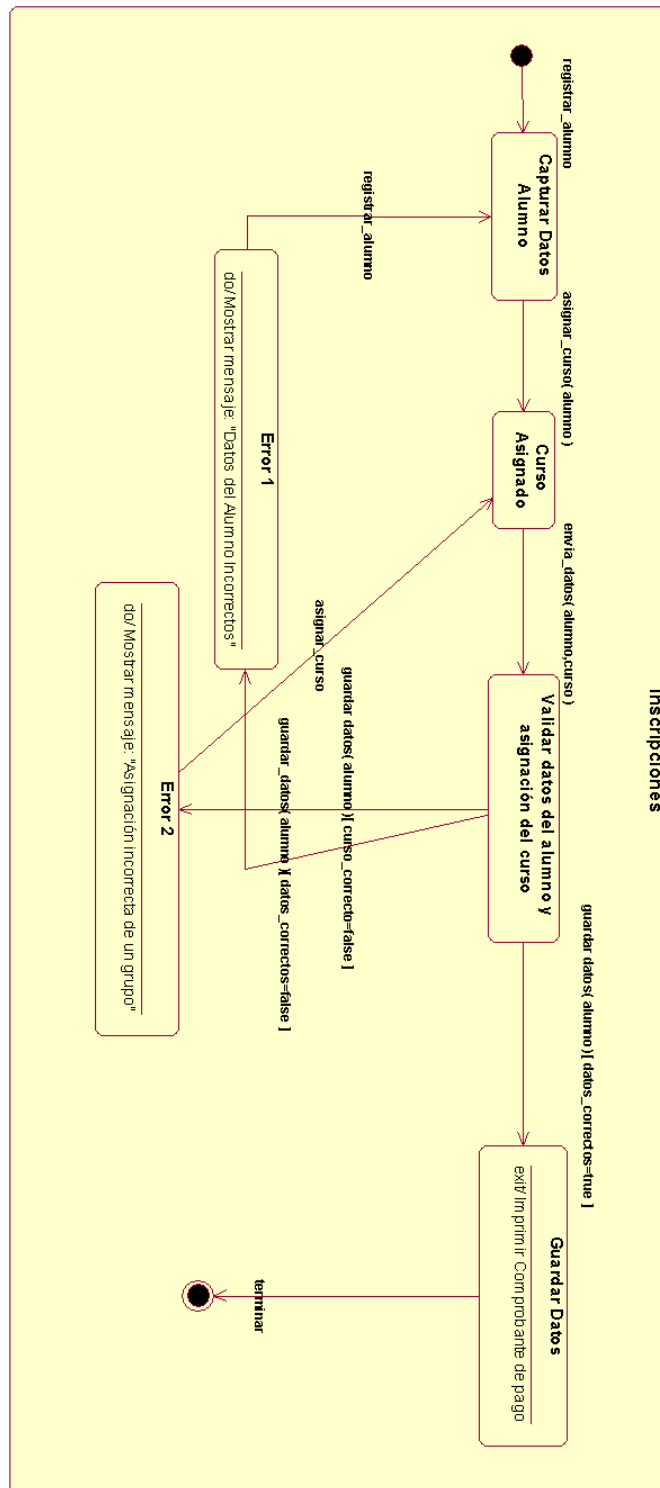 Inscripciones
registrar_alumno
Capturar Datos
Alumno
asignar_curso( alumno )
Curso
Asignado
envia_datos( alumno,curso )
Validar datos del alumno y
asignación del curso
guardar datos( alumno )[ datos_correctos=true ]
Guardar Datos
exit/ Imprimir Comprobante de pago
registrar_alumno
Error 1
do/ Mostrar mensaje: "Datos del Alumno Incorrectos"
asignar_curso
guardar datos( alumno )[ curso_correcto=false ]
guardar_datos( alumno )[ datos_correctos=false ]
Error 2
do/ Mostrar mensaje: "Asignación incorrecta de un grupo"
terminar